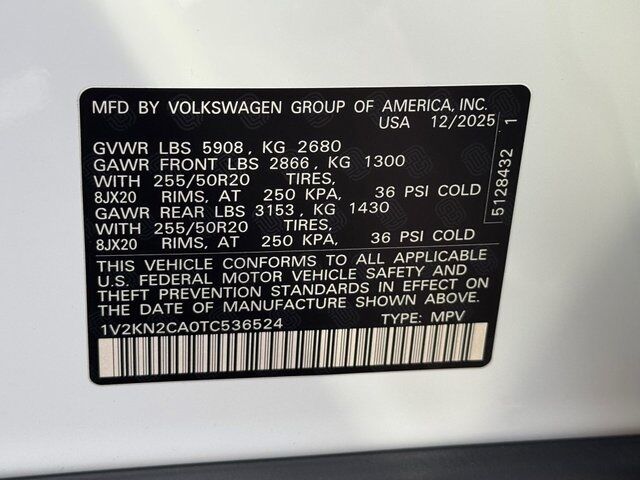 MFD BY VOLKSWAGEN GROUP OF AMERICA, INC.
USA 12/2025
GVWR LBS 5908, KG 2680
GAWR FRONT LBS 2866, KG 1300
WITH 255/50R20 TIRES,
8JX20 RIMS, AT 250 KPA, 36 PSI COLD
GAWR REAR LBS 3153, KG 1430
WITH 255/50R20 TIRES,
8JX20 RIMS, AT 250 KPA, 36 PSI COLD
THIS VEHICLE CONFORMS TO ALL APPLICABLE
U.S. FEDERAL MOTOR VEHICLE SAFETY AND
THEFT PREVENTION STANDARDS IN EFFECT ON
THE DATE OF MANUFACTURE SHOWN ABOVE.
1V2KN2CA0TC536524 TYPE: MPV
5128432 1